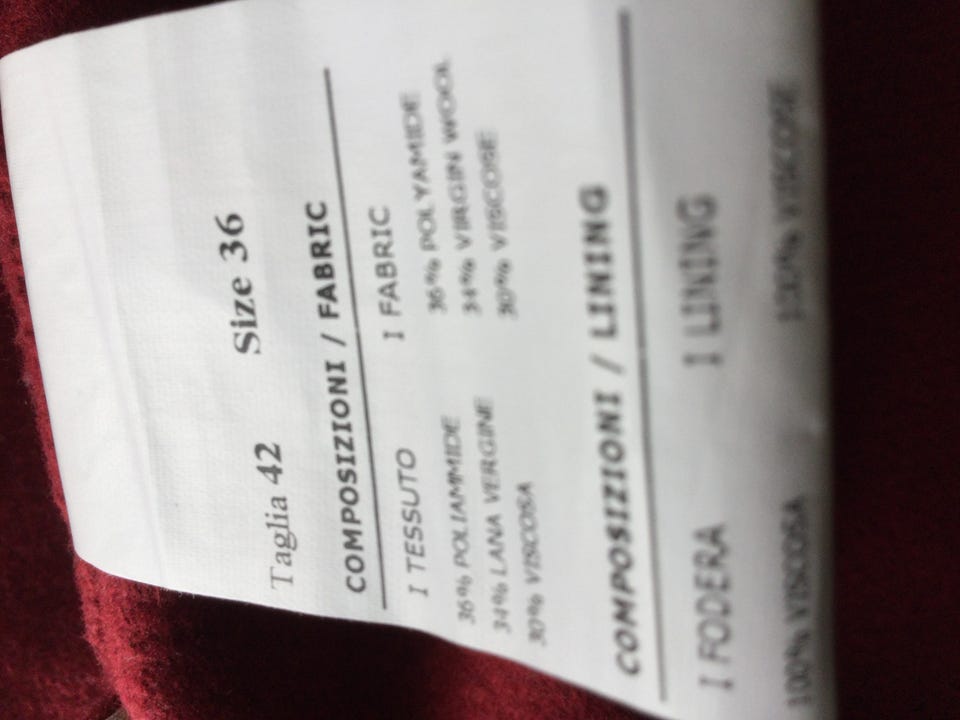 Taglia 42 Size 36
COMPOSIZIONI / FABRIC
I TESSUTO I FABRIC
36% POLIAMMIDE 36% POLYAMIDE
34% LANA VERGINE 34% VIRGIN WOOL
30% VISCOSA 30% VISCOSE
COMPOSIZIONI / LINING
I FODERA I LINING
100% VISCOSA 100% VISCOSE